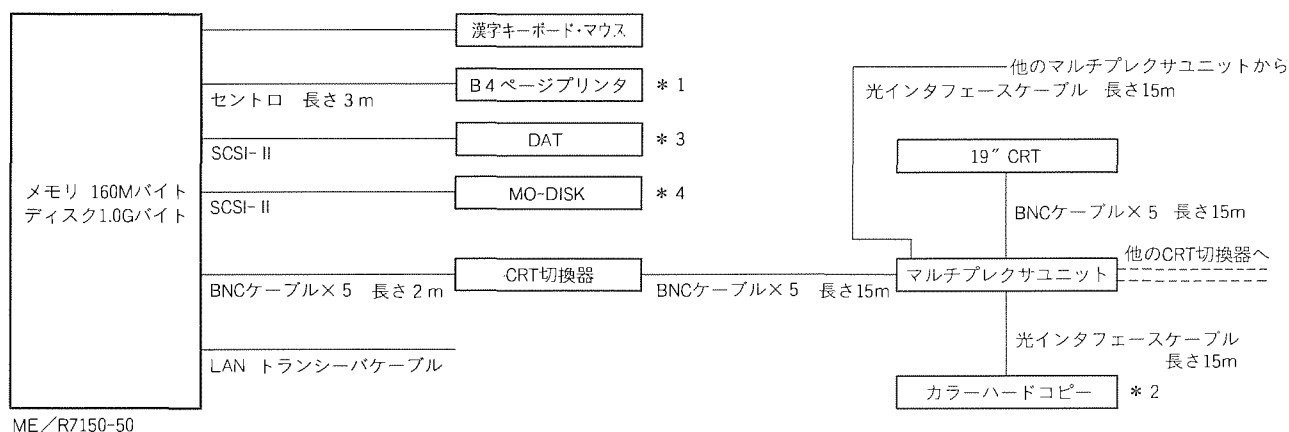 漢字キーボード・マウス
B4ページプリンタ ＊1
セントロ 長さ3m
DAT ＊3
SCSI-II
MO-DISK ＊4
SCSI-II
メモリ 160Mバイト
ディスク1.0Gバイト
CRT切換器
BNCケーブル×5 長さ2m
BNCケーブル×5 長さ15m
LAN トランシーバケーブル
ME／R7150-50
他のマルチプレクサユニットから
光インタフェースケーブル 長さ15m
19″ CRT
BNCケーブル×5 長さ15m
マルチプレクサユニット
他のCRT切換器へ
光インタフェースケーブル
長さ15m
カラーハードコピー ＊2